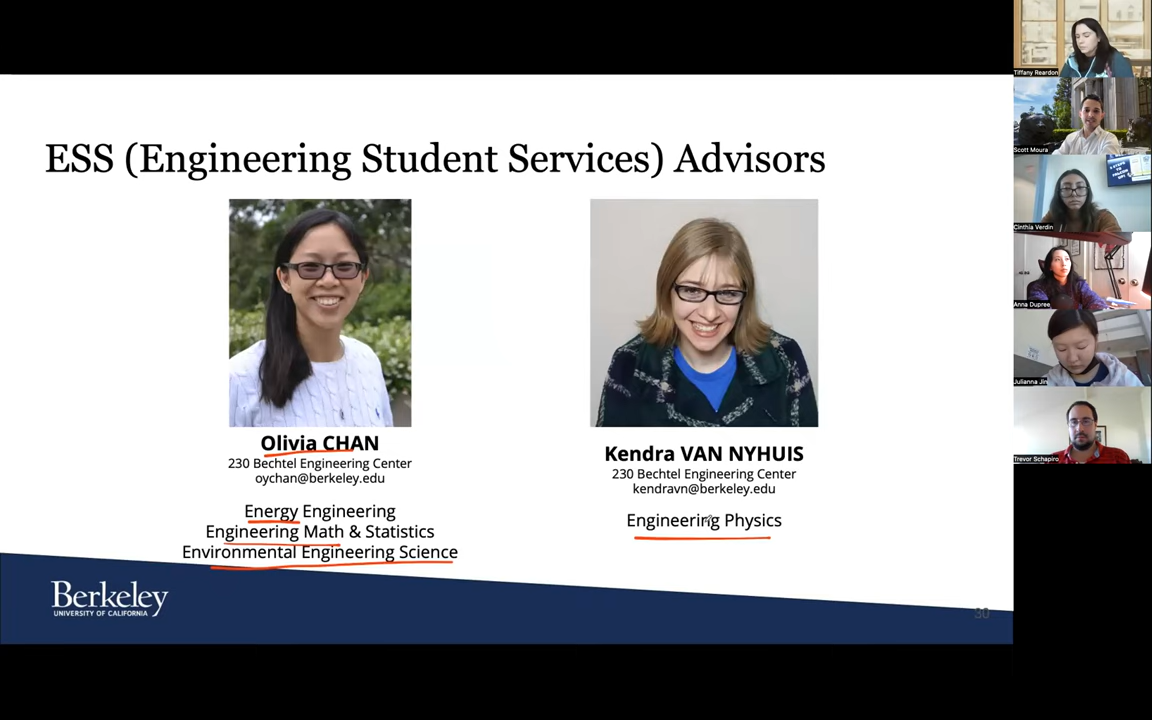 ESS (Engineering Student Services) Advisors
Olivia CHAN
230 Bechtel Engineering Center
oychan@berkeley.edu
Energy Engineering
Engineering Math & Statistics
Environmental Engineering Science
Kendra VAN NYHUIS
230 Bechtel Engineering Center
kendravn@berkeley.edu
Engineering Physics
Berkeley
UNIVERSITY OF CALIFORNIA
30
Tiffany Reardon
Scott Moura
Cinthia Verdin
Anna Dupree
Julianna Jin
Trevor Schapiro